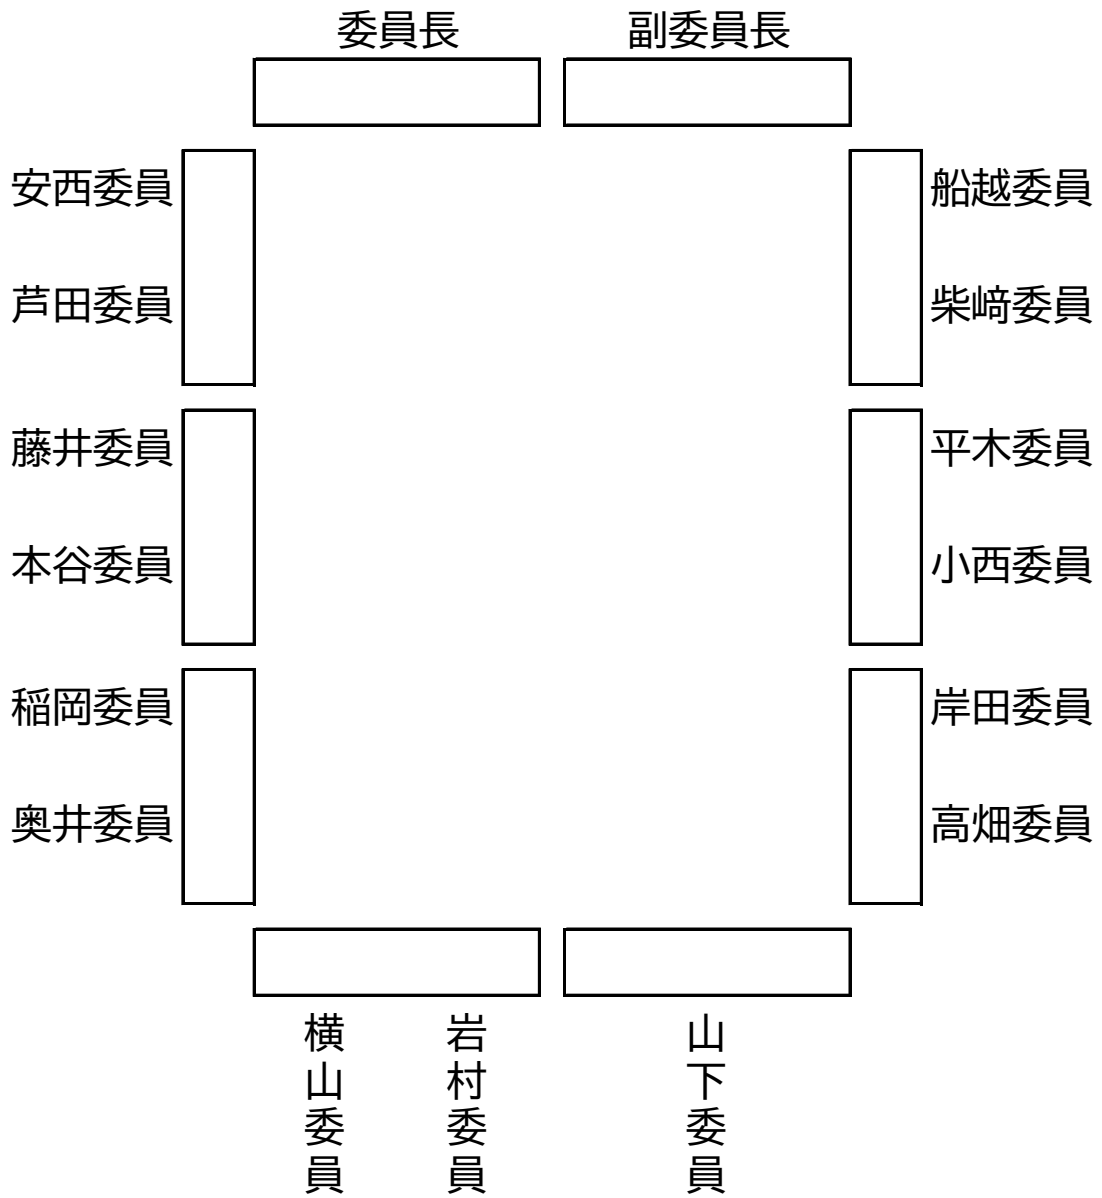 委員長 副委員長
安西委員 船越委員
芦田委員 柴﨑委員
藤井委員 平木委員
本谷委員 小西委員
稲岡委員 岸田委員
奥井委員 高畑委員
横山委員
岩村委員
山下委員